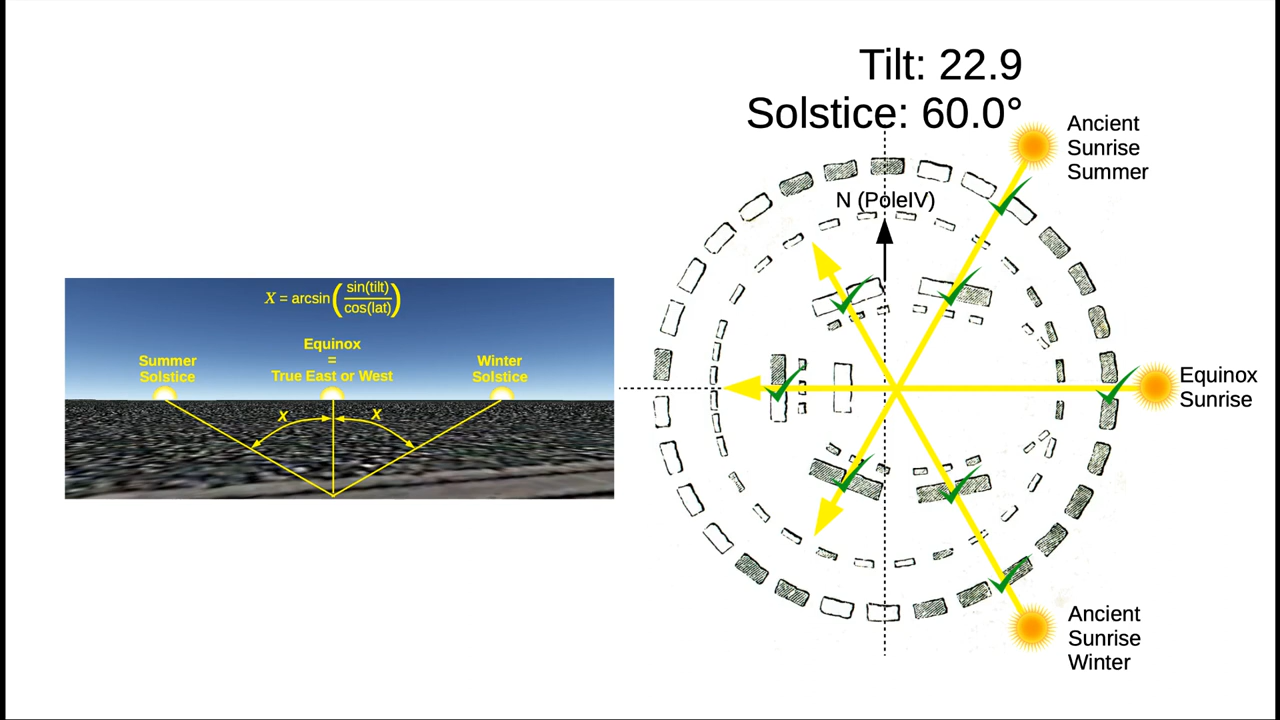 Tilt: 22.9
Solstice: 60.0°
Ancient
Sunrise
Summer
N (PoleIV)
X = arcsin(sin(tilt)/cos(lat))
Equinox
=
True East or West
Summer
Solstice
Winter
Solstice
X
X
Equinox
Sunrise
Ancient
Sunrise
Winter